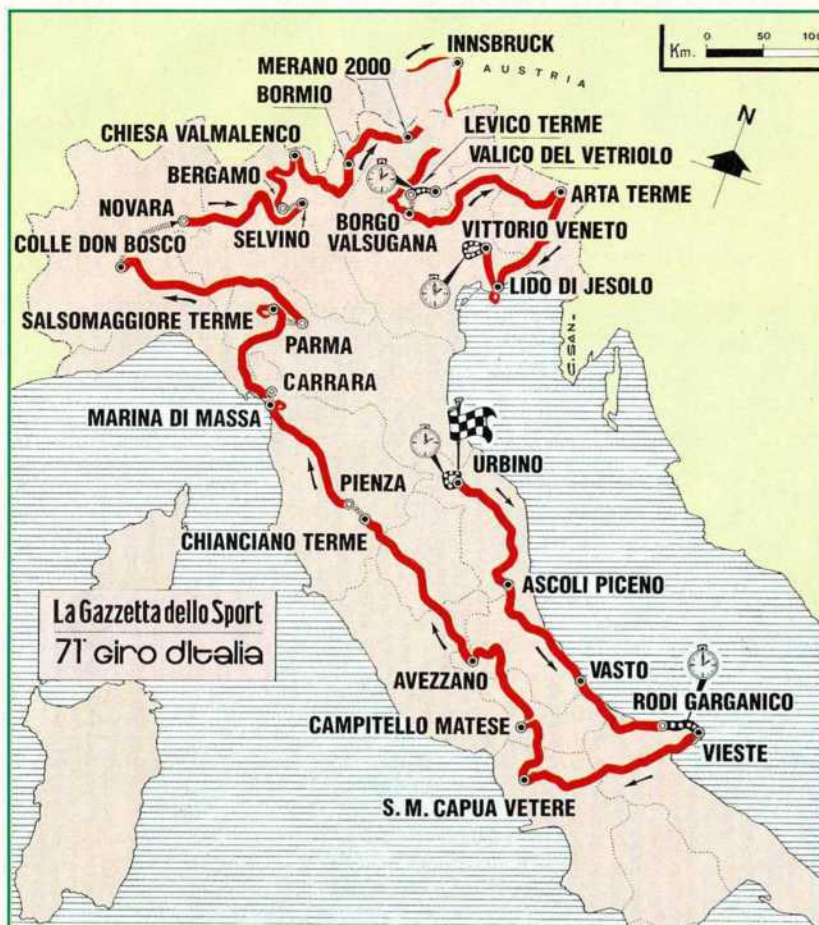 INNSBRUCK
AUSTRIA
Km. 0 50 100
MERANO 2000
BORMIO
N
CHIESA VALMALENCO
LEVICO TERME
VALICO DEL VETRIOLO
BERGAMO
ARTA TERME
NOVARA
SELVINO
BORGO
VALSUGANA
VITTORIO VENETO
COLLE DON BOSCO
LIDO DI JESOLO
SALSOMAGGIORE TERME
PARMA
C. SAN-
CARRARA
MARINA DI MASSA
URBINO
PIENZA
CHIANCIANO TERME
ASCOLI PICENO
La Gazzetta dello Sport
71° Giro d'Italia
VASTO
AVEZZANO
RODI GARGANICO
CAMPITELLO MATESE
VIESTE
S. M. CAPUA VETERE